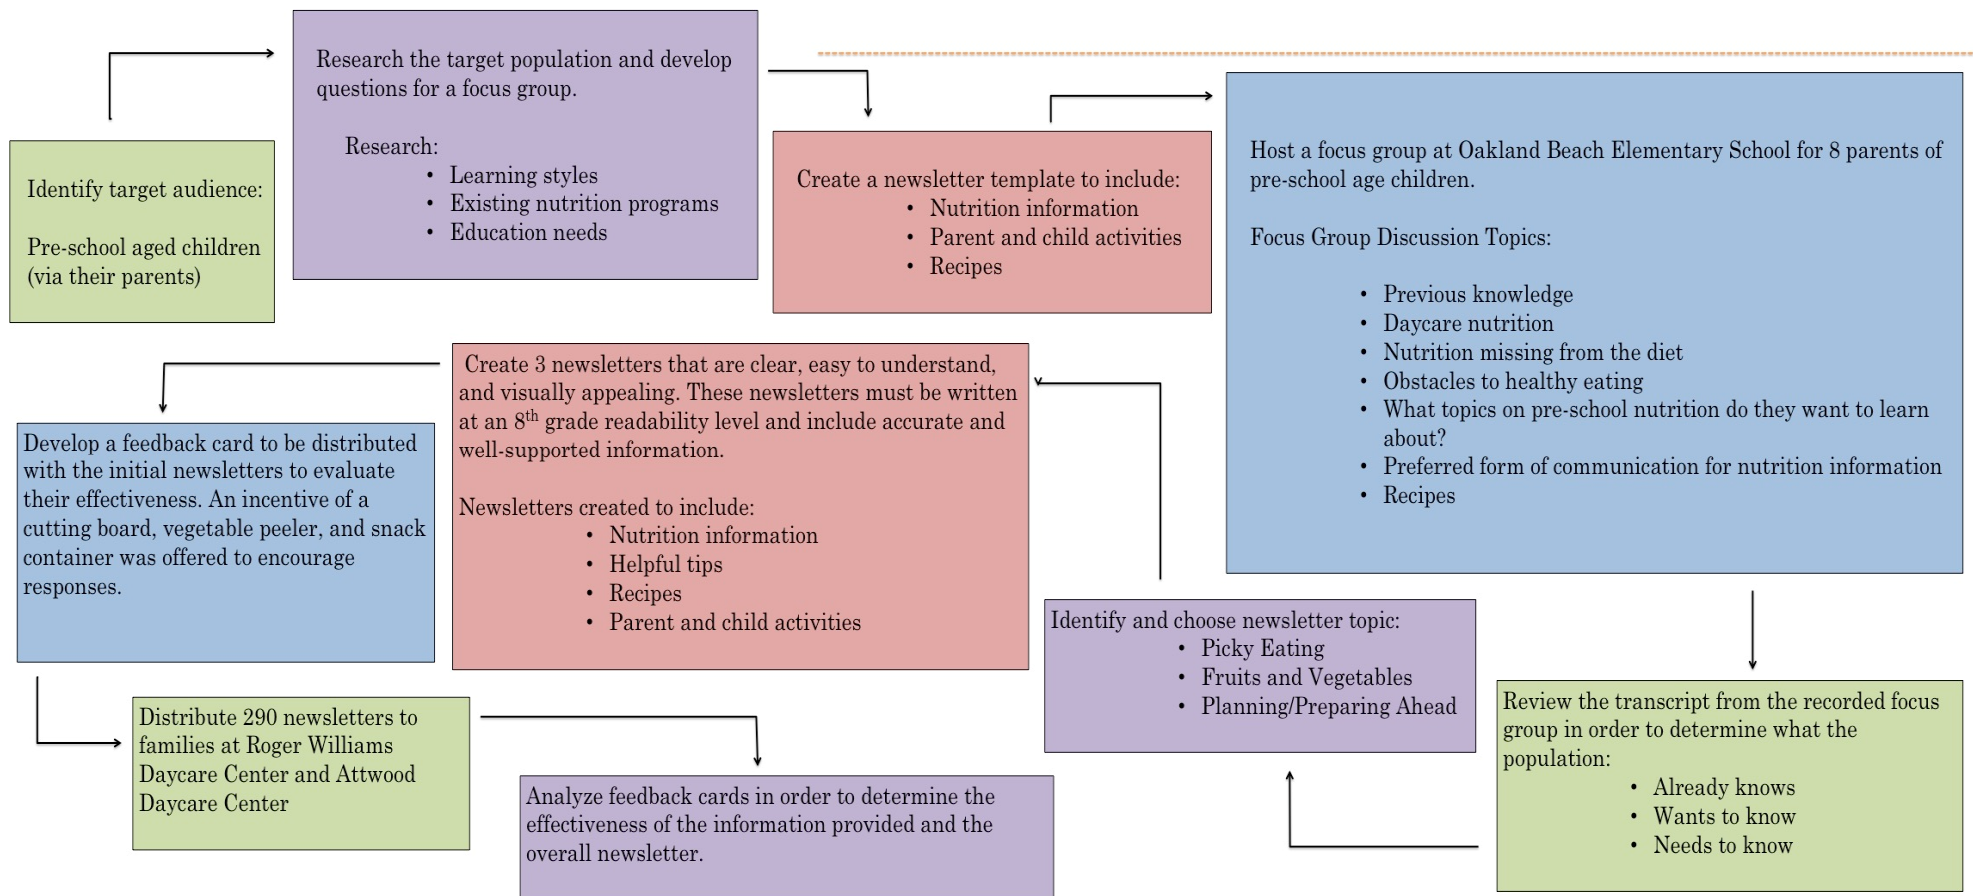 Identify target audience:
Pre-school aged children
(via their parents)
Research the target population and develop
questions for a focus group.
Research:
• Learning styles
• Existing nutrition programs
• Education needs
Create a newsletter template to include:
• Nutrition information
• Parent and child activities
• Recipes
Host a focus group at Oakland Beach Elementary School for 8 parents of
pre-school age children.
Focus Group Discussion Topics:
• Previous knowledge
• Daycare nutrition
• Nutrition missing from the diet
• Obstacles to healthy eating
• What topics on pre-school nutrition do they want to learn
about?
• Preferred form of communication for nutrition information
• Recipes
Review the transcript from the recorded focus
group in order to determine what the
population:
• Already knows
• Wants to know
• Needs to know
Identify and choose newsletter topic:
• Picky Eating
• Fruits and Vegetables
• Planning/Preparing Ahead
Create 3 newsletters that are clear, easy to understand,
and visually appealing. These newsletters must be written
at an 8th grade readability level and include accurate and
well-supported information.
Newsletters created to include:
• Nutrition information
• Helpful tips
• Recipes
• Parent and child activities
Develop a feedback card to be distributed
with the initial newsletters to evaluate
their effectiveness. An incentive of a
cutting board, vegetable peeler, and snack
container was offered to encourage
responses.
Distribute 290 newsletters to
families at Roger Williams
Daycare Center and Attwood
Daycare Center
Analyze feedback cards in order to determine the
effectiveness of the information provided and the
overall newsletter.